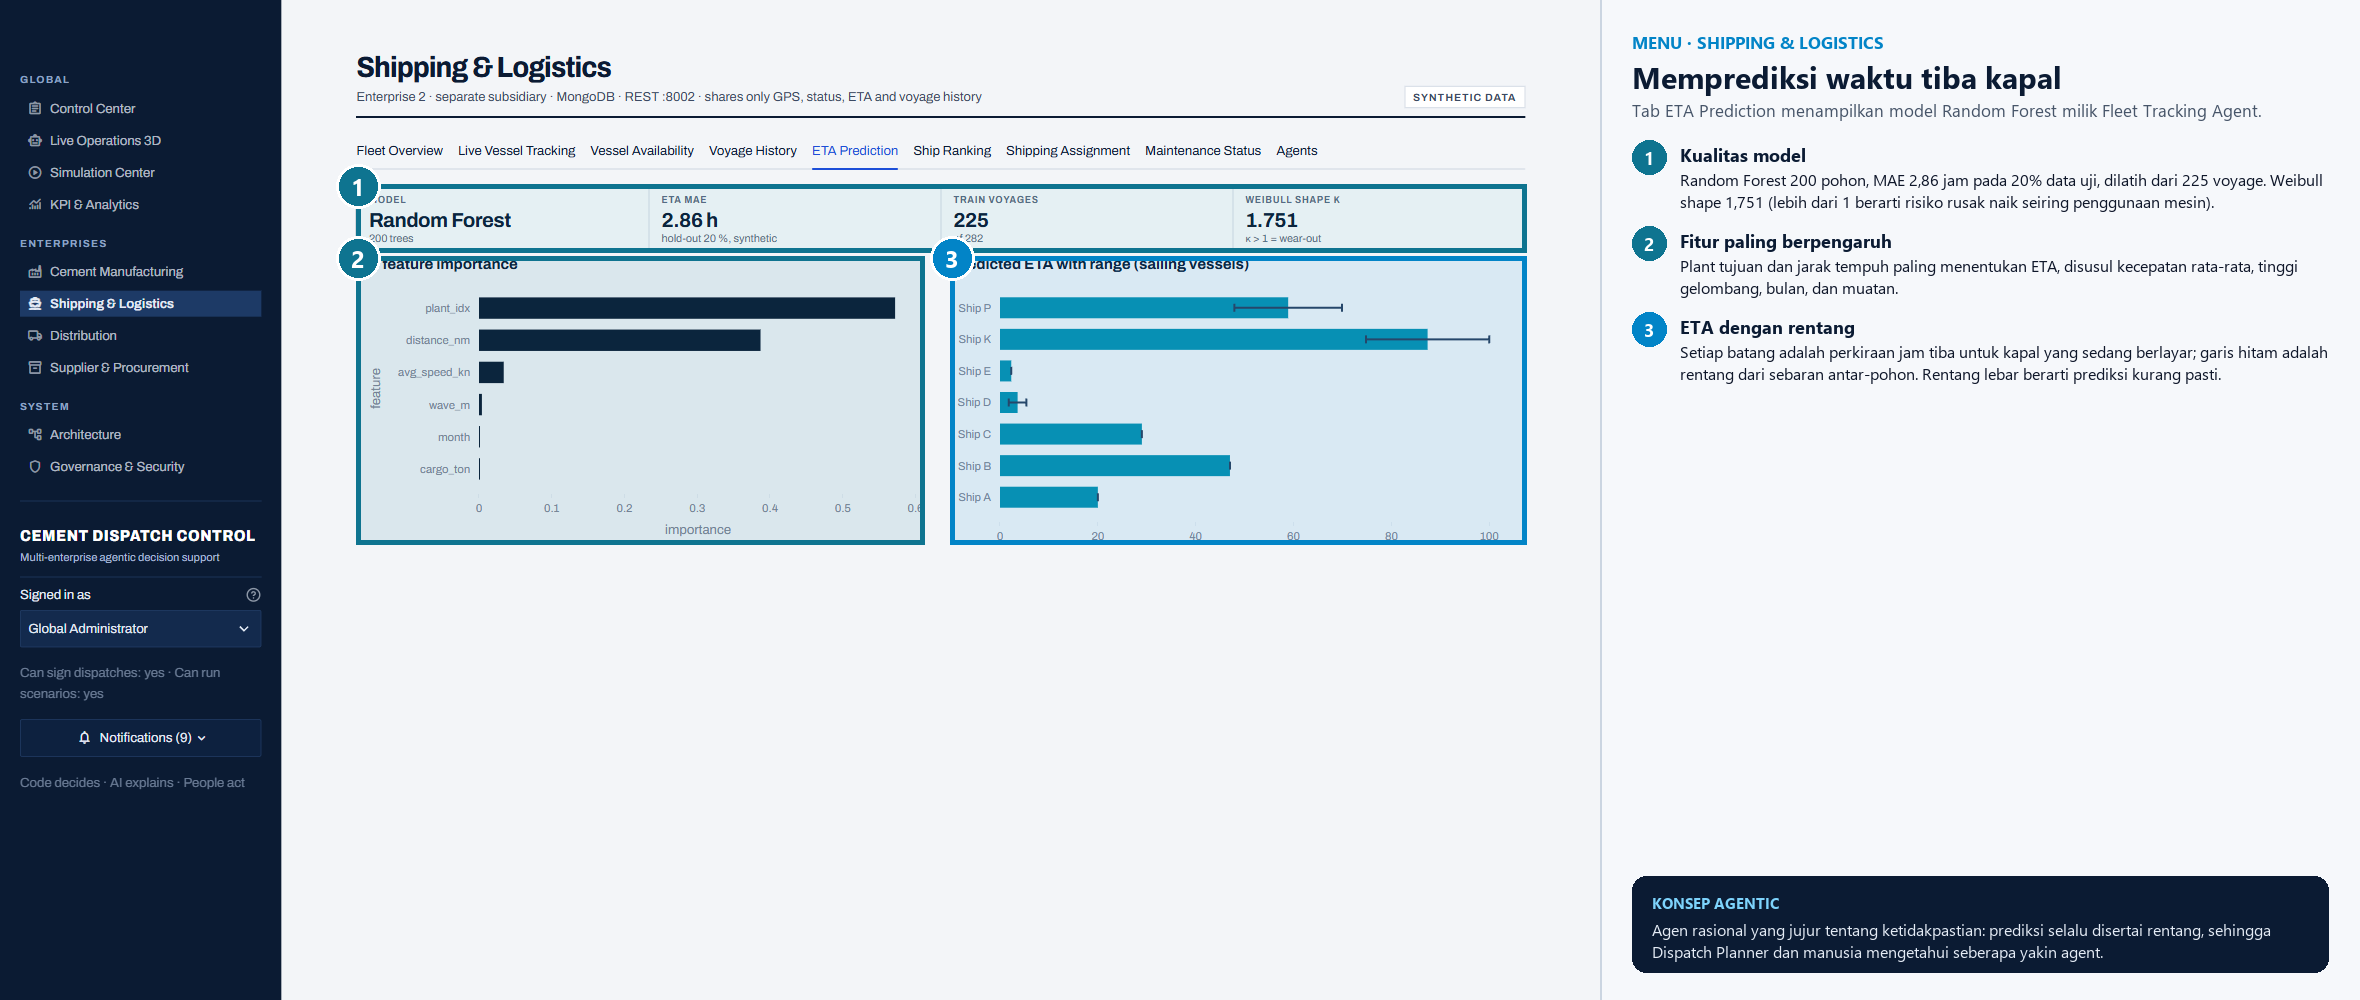 GLOBAL
Control Center
Live Operations 3D
Simulation Center
KPI & Analytics
ENTERPRISES
Cement Manufacturing
Shipping & Logistics
Distribution
Supplier & Procurement
SYSTEM
Architecture
Governance & Security
CEMENT DISPATCH CONTROL
Multi-enterprise agentic decision support
Signed in as
Global Administrator
Can sign dispatches: yes · Can run
scenarios: yes
Notifications (9)
Code decides · AI explains · People act
Shipping & Logistics
Enterprise 2 · separate subsidiary · MongoDB · REST :8002 · shares only GPS, status, ETA and voyage history
SYNTHETIC DATA
Fleet Overview Live Vessel Tracking Vessel Availability Voyage History ETA Prediction Ship Ranking Shipping Assignment Maintenance Status Agents
1
ETA MAE TRAIN VOYAGES WEIBULL SHAPE K
Random Forest 2.86 h 225 1.751
200 trees hold-out 20 %, synthetic 282 κ > 1 = wear-out
2
feature importance
plant_idx
distance_nm
avg_speed_kn
wave_m
month
cargo_ton
feature
0 0.1 0.2 0.3 0.4 0.5
importance
3
ETA with range (sailing vessels)
Ship P
Ship K
Ship E
Ship D
Ship C
Ship B
Ship A
0 20 40 60 80 100
MENU · SHIPPING & LOGISTICS
Memprediksi waktu tiba kapal
Tab ETA Prediction menampilkan model Random Forest milik Fleet Tracking Agent.
1 Kualitas model
Random Forest 200 pohon, MAE 2,86 jam pada 20% data uji, dilatih dari 225 voyage. Weibull
shape 1,751 (lebih dari 1 berarti risiko rusak naik seiring penggunaan mesin).
2 Fitur paling berpengaruh
Plant tujuan dan jarak tempuh paling menentukan ETA, disusul kecepatan rata-rata, tinggi
gelombang, bulan, dan muatan.
3 ETA dengan rentang
Setiap batang adalah perkiraan jam tiba untuk kapal yang sedang berlayar; garis hitam adalah
rentang dari sebaran antar-pohon. Rentang lebar berarti prediksi kurang pasti.
KONSEP AGENTIC
Agen rasional yang jujur tentang ketidakpastian: prediksi selalu disertai rentang, sehingga
Dispatch Planner dan manusia mengetahui seberapa yakin agent.